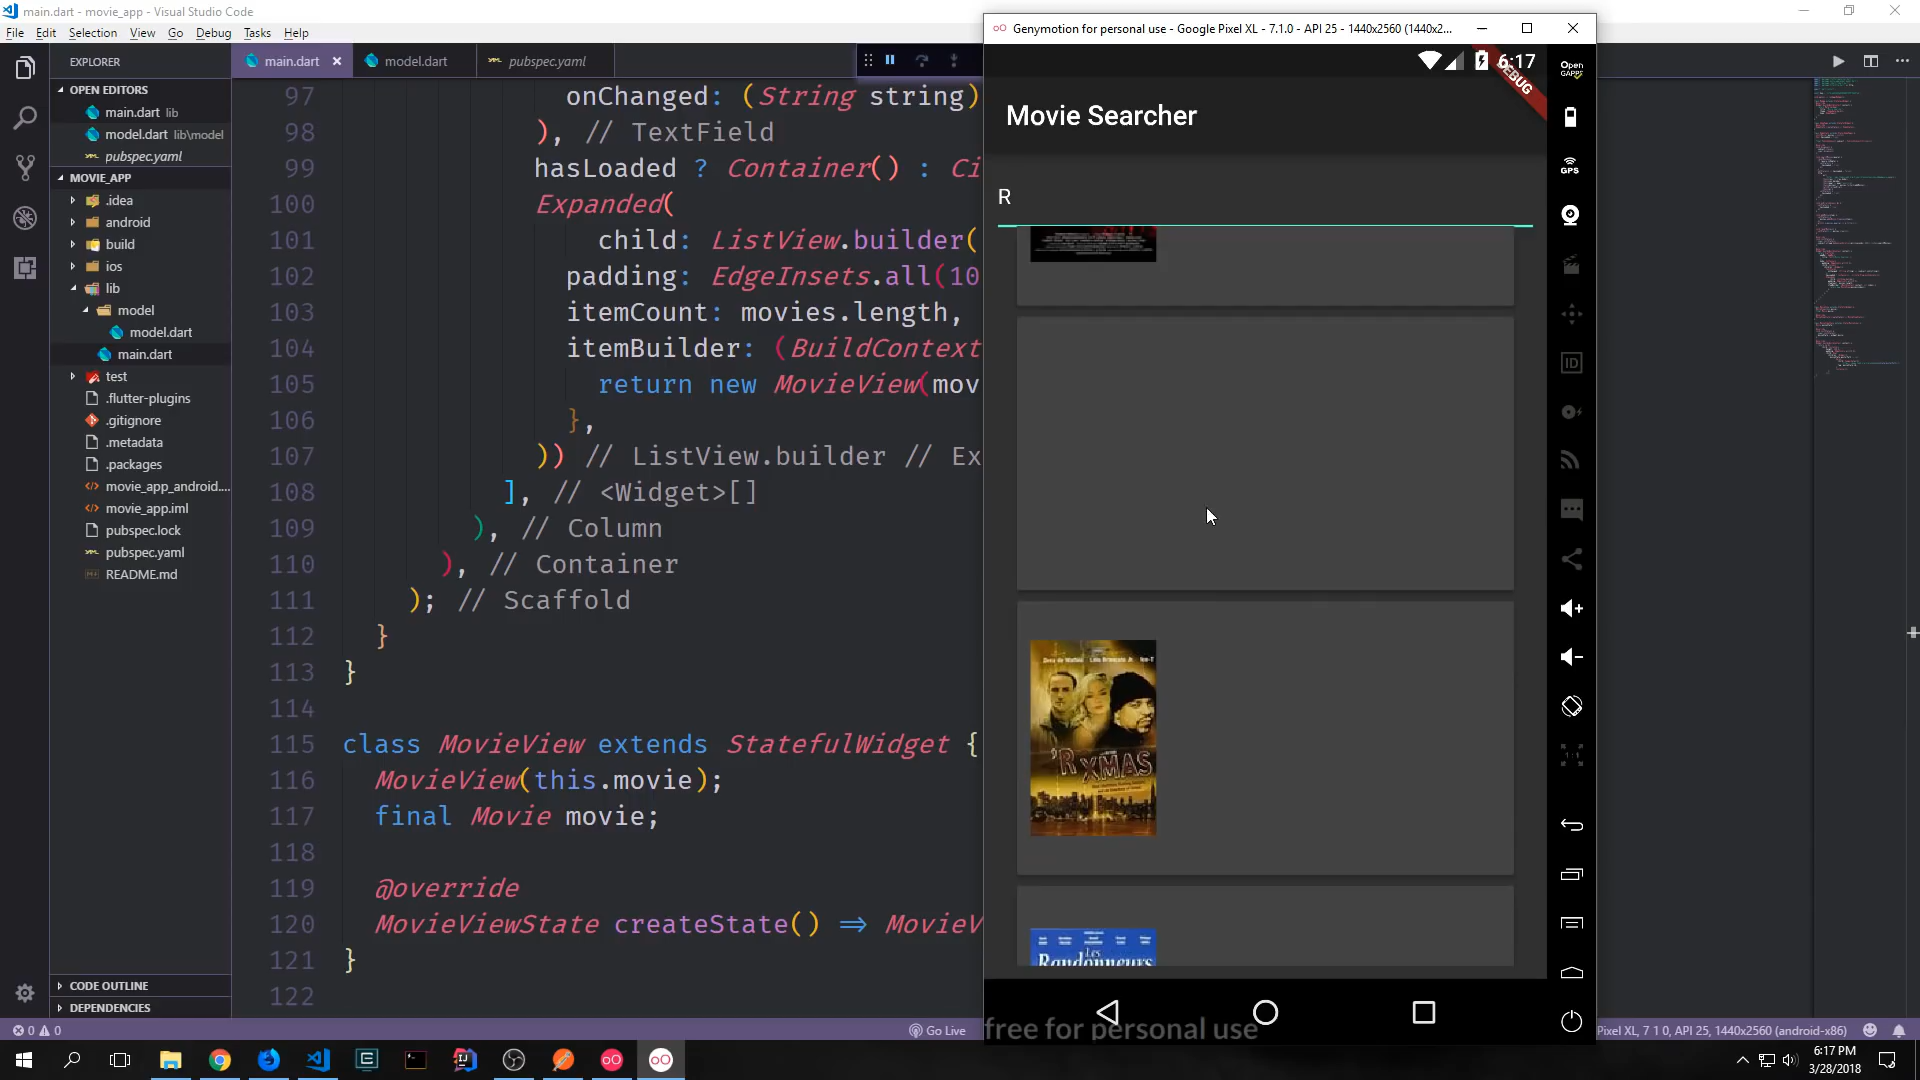 main.dart - movie_app - Visual Studio Code
File Edit Selection View Go Debug Tasks Help
EXPLORER
OPEN EDITORS
main.dart lib
model.dart lib\model
pubspec.yaml
MOVIE_APP
.idea
android
build
ios
lib
model
model.dart
main.dart
test
.flutter-plugins
.gitignore
.metadata
.packages
movie_app_android....
movie_app.iml
pubspec.lock
pubspec.yaml
README.md
CODE OUTLINE
DEPENDENCIES
main.dart
model.dart
pubspec.yaml
97 onChanged: (String string)
98 ), // TextField
99 hasLoaded ? Container() : Ci
100 Expanded(
101 child: ListView.builder(
102 padding: EdgeInsets.all(10
103 itemCount: movies.length,
104 itemBuilder: (BuildContext
105 return new MovieView(mov
106 },
107 )) // ListView.builder // Ex
108 ], // <Widget>[]
109 ), // Column
110 ), // Container
111 ); // Scaffold
112 }
113 }
114
115 class MovieView extends StatefulWidget {
116 MovieView(this.movie);
117 final Movie movie;
118
119 @override
120 MovieViewState createState() => MovieV
121 }
122
Genymotion for personal use - Google Pixel XL - 7.1.0 - API 25 - 1440x2560 (1440x2...
6:17
DEBUG
Movie Searcher
R
'R XMAS
Les
Randonneurs
free for personal use
Open
GAPPS
GPS
ID
0 0
Go Live
Pixel XL, 7 1 0, API 25, 1440x2560 (android-x86)
6:17 PM
3/28/2018